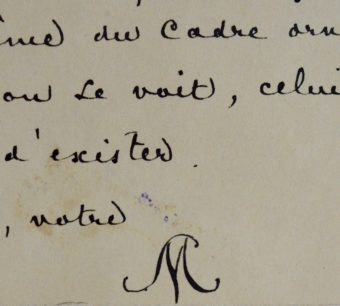 ême du Cadre orn
on le voit, celui
d'exister.
, votre
M